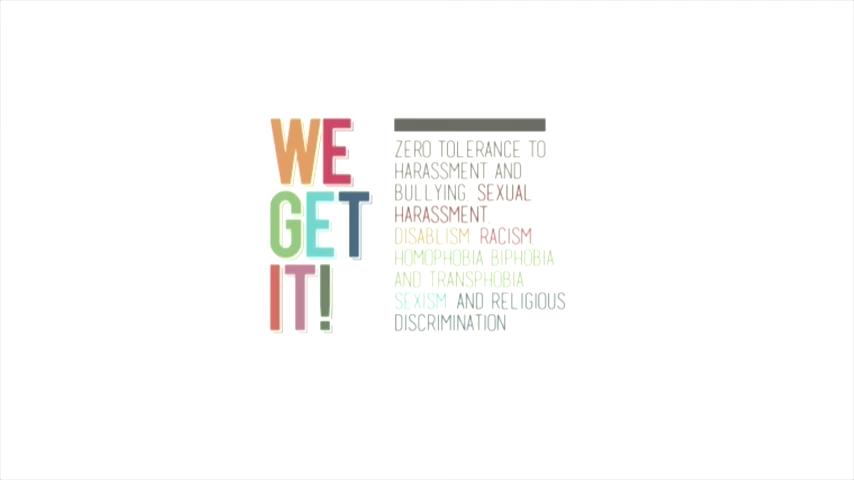 WE
GET
IT!
ZERO TOLERANCE TO
HARASSMENT AND
BULLYING, SEXUAL
HARASSMENT,
DISABLISM, RACISM,
HOMOPHOBIA BIPHOBIA
AND TRANSPHOBIA
SEXISM AND RELIGIOUS
DISCRIMINATION